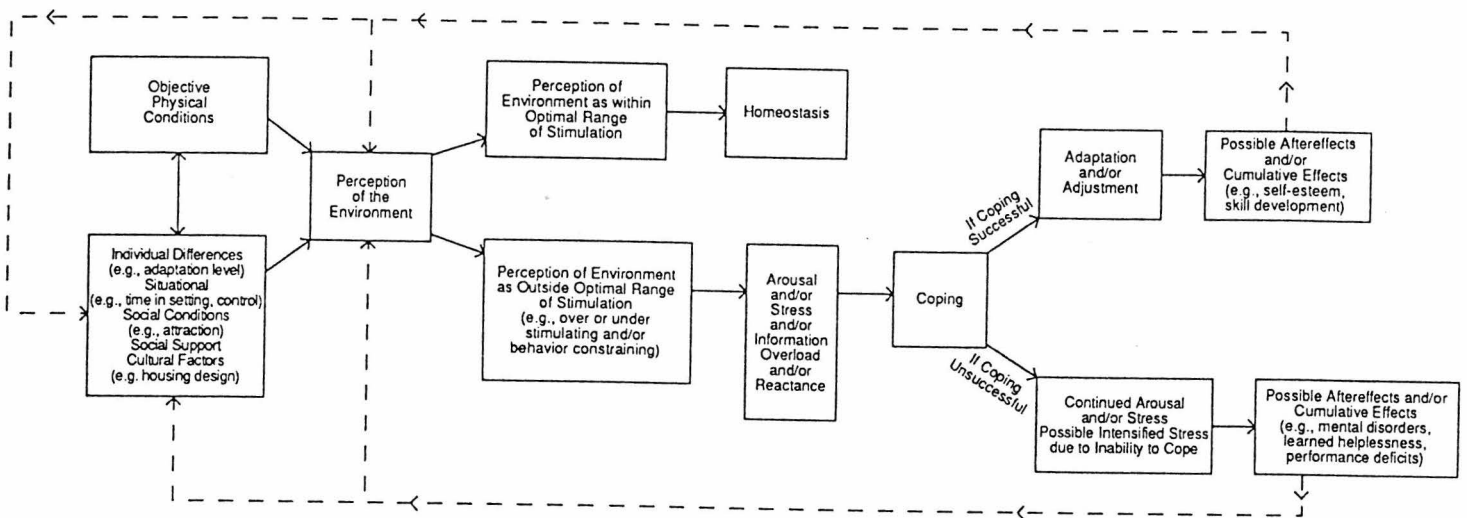 Objective
Physical
Conditions
Individual Differences
(e.g., adaptation level)
Situational
(e.g., time in setting, control)
Social Conditions
(e.g., attraction)
Social Support
Cultural Factors
(e.g. housing design)
Perception
of the
Environment
Perception of
Environment as within
Optimal Range
of Stimulation
Homeostasis
Perception of Environment
as Outside Optimal Range
of Stimulation
(e.g., over or under
stimulating and/or
behavior constraining)
Arousal
and/or
Stress
and/or
Information
Overload
and/or
Reactance
Coping
If Coping
Successful
Adaptation
and/or
Adjustment
Possible Aftereffects
and/or
Cumulative Effects
(e.g., self-esteem,
skill development)
If Coping
Unsuccessful
Continued Arousal
and/or Stress
Possible Intensified Stress
due to Inability to Cope
Possible Aftereffects and/or
Cumulative Effects
(e.g., mental disorders,
learned helplessness,
performance deficits)